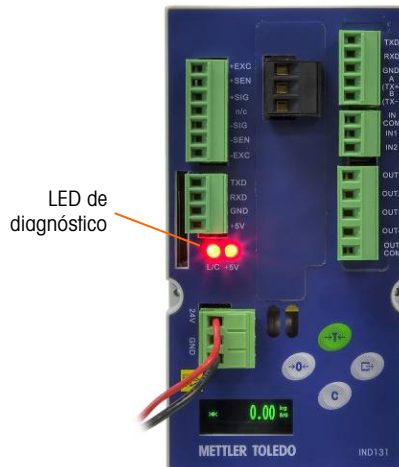 +EXC
+SEN
+SIG
n/c
-SIG
-SEN
-EXC
TXD
RXD
GND
+5V
L/C +5V
LED de
diagnóstico
TXD
RXD
GND
A
(TX+
B
(TX-
IN
COM
IN1
IN2
OUT
OUT
OUT
OUT
COM
24V
GND
→T←
→0←
C
0.00 kg
METTLER TOLEDO
IND131